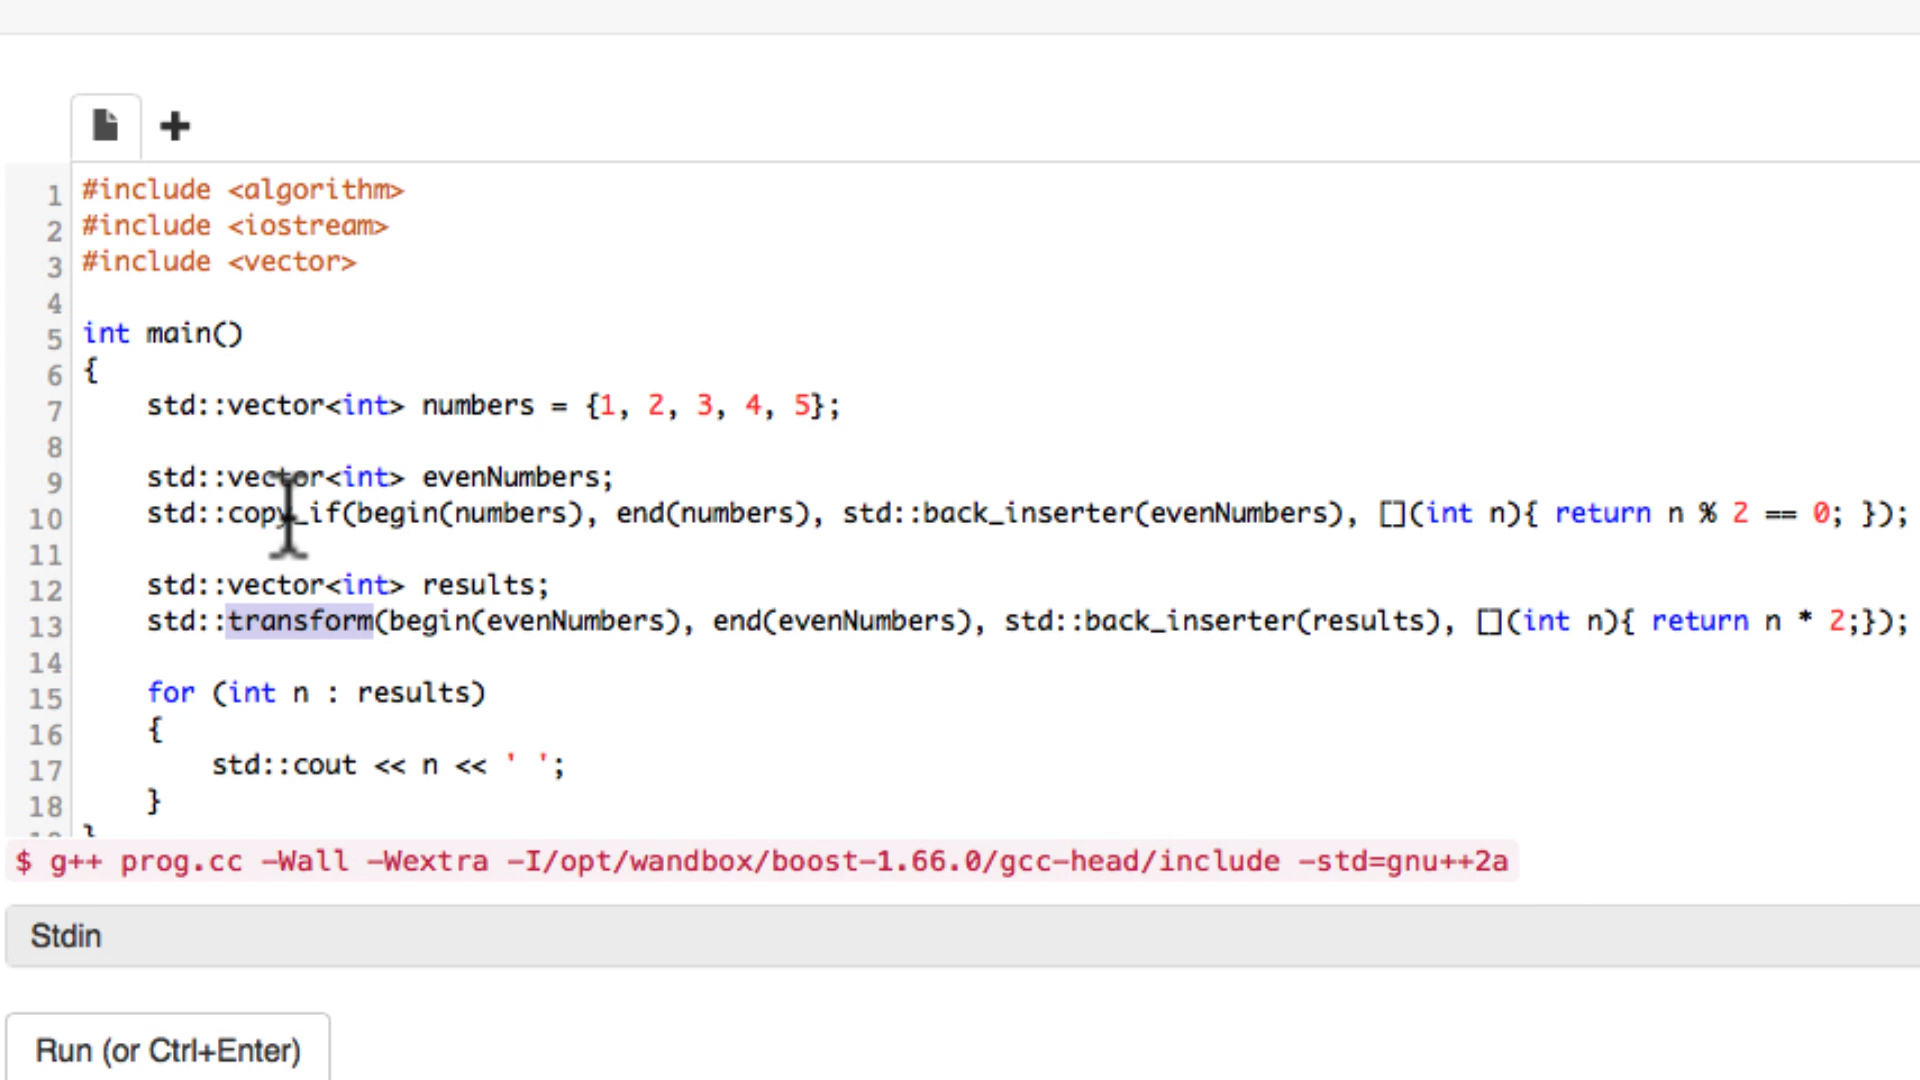 1 #include <algorithm>
2 #include <iostream>
3 #include <vector>
4
5 int main()
6 {
7 std::vector<int> numbers = {1, 2, 3, 4, 5};
8
9 std::vector<int> evenNumbers;
10 std::copy_if(begin(numbers), end(numbers), std::back_inserter(evenNumbers), [](int n){ return n % 2 == 0; });
11
12 std::vector<int> results;
13 std::transform(begin(evenNumbers), end(evenNumbers), std::back_inserter(results), [](int n){ return n * 2;});
14
15 for (int n : results)
16 {
17 std::cout << n << ' ';
18 }
}
$ g++ prog.cc -Wall -Wextra -I/opt/wandbox/boost-1.66.0/gcc-head/include -std=gnu++2a
Stdin
Run (or Ctrl+Enter)